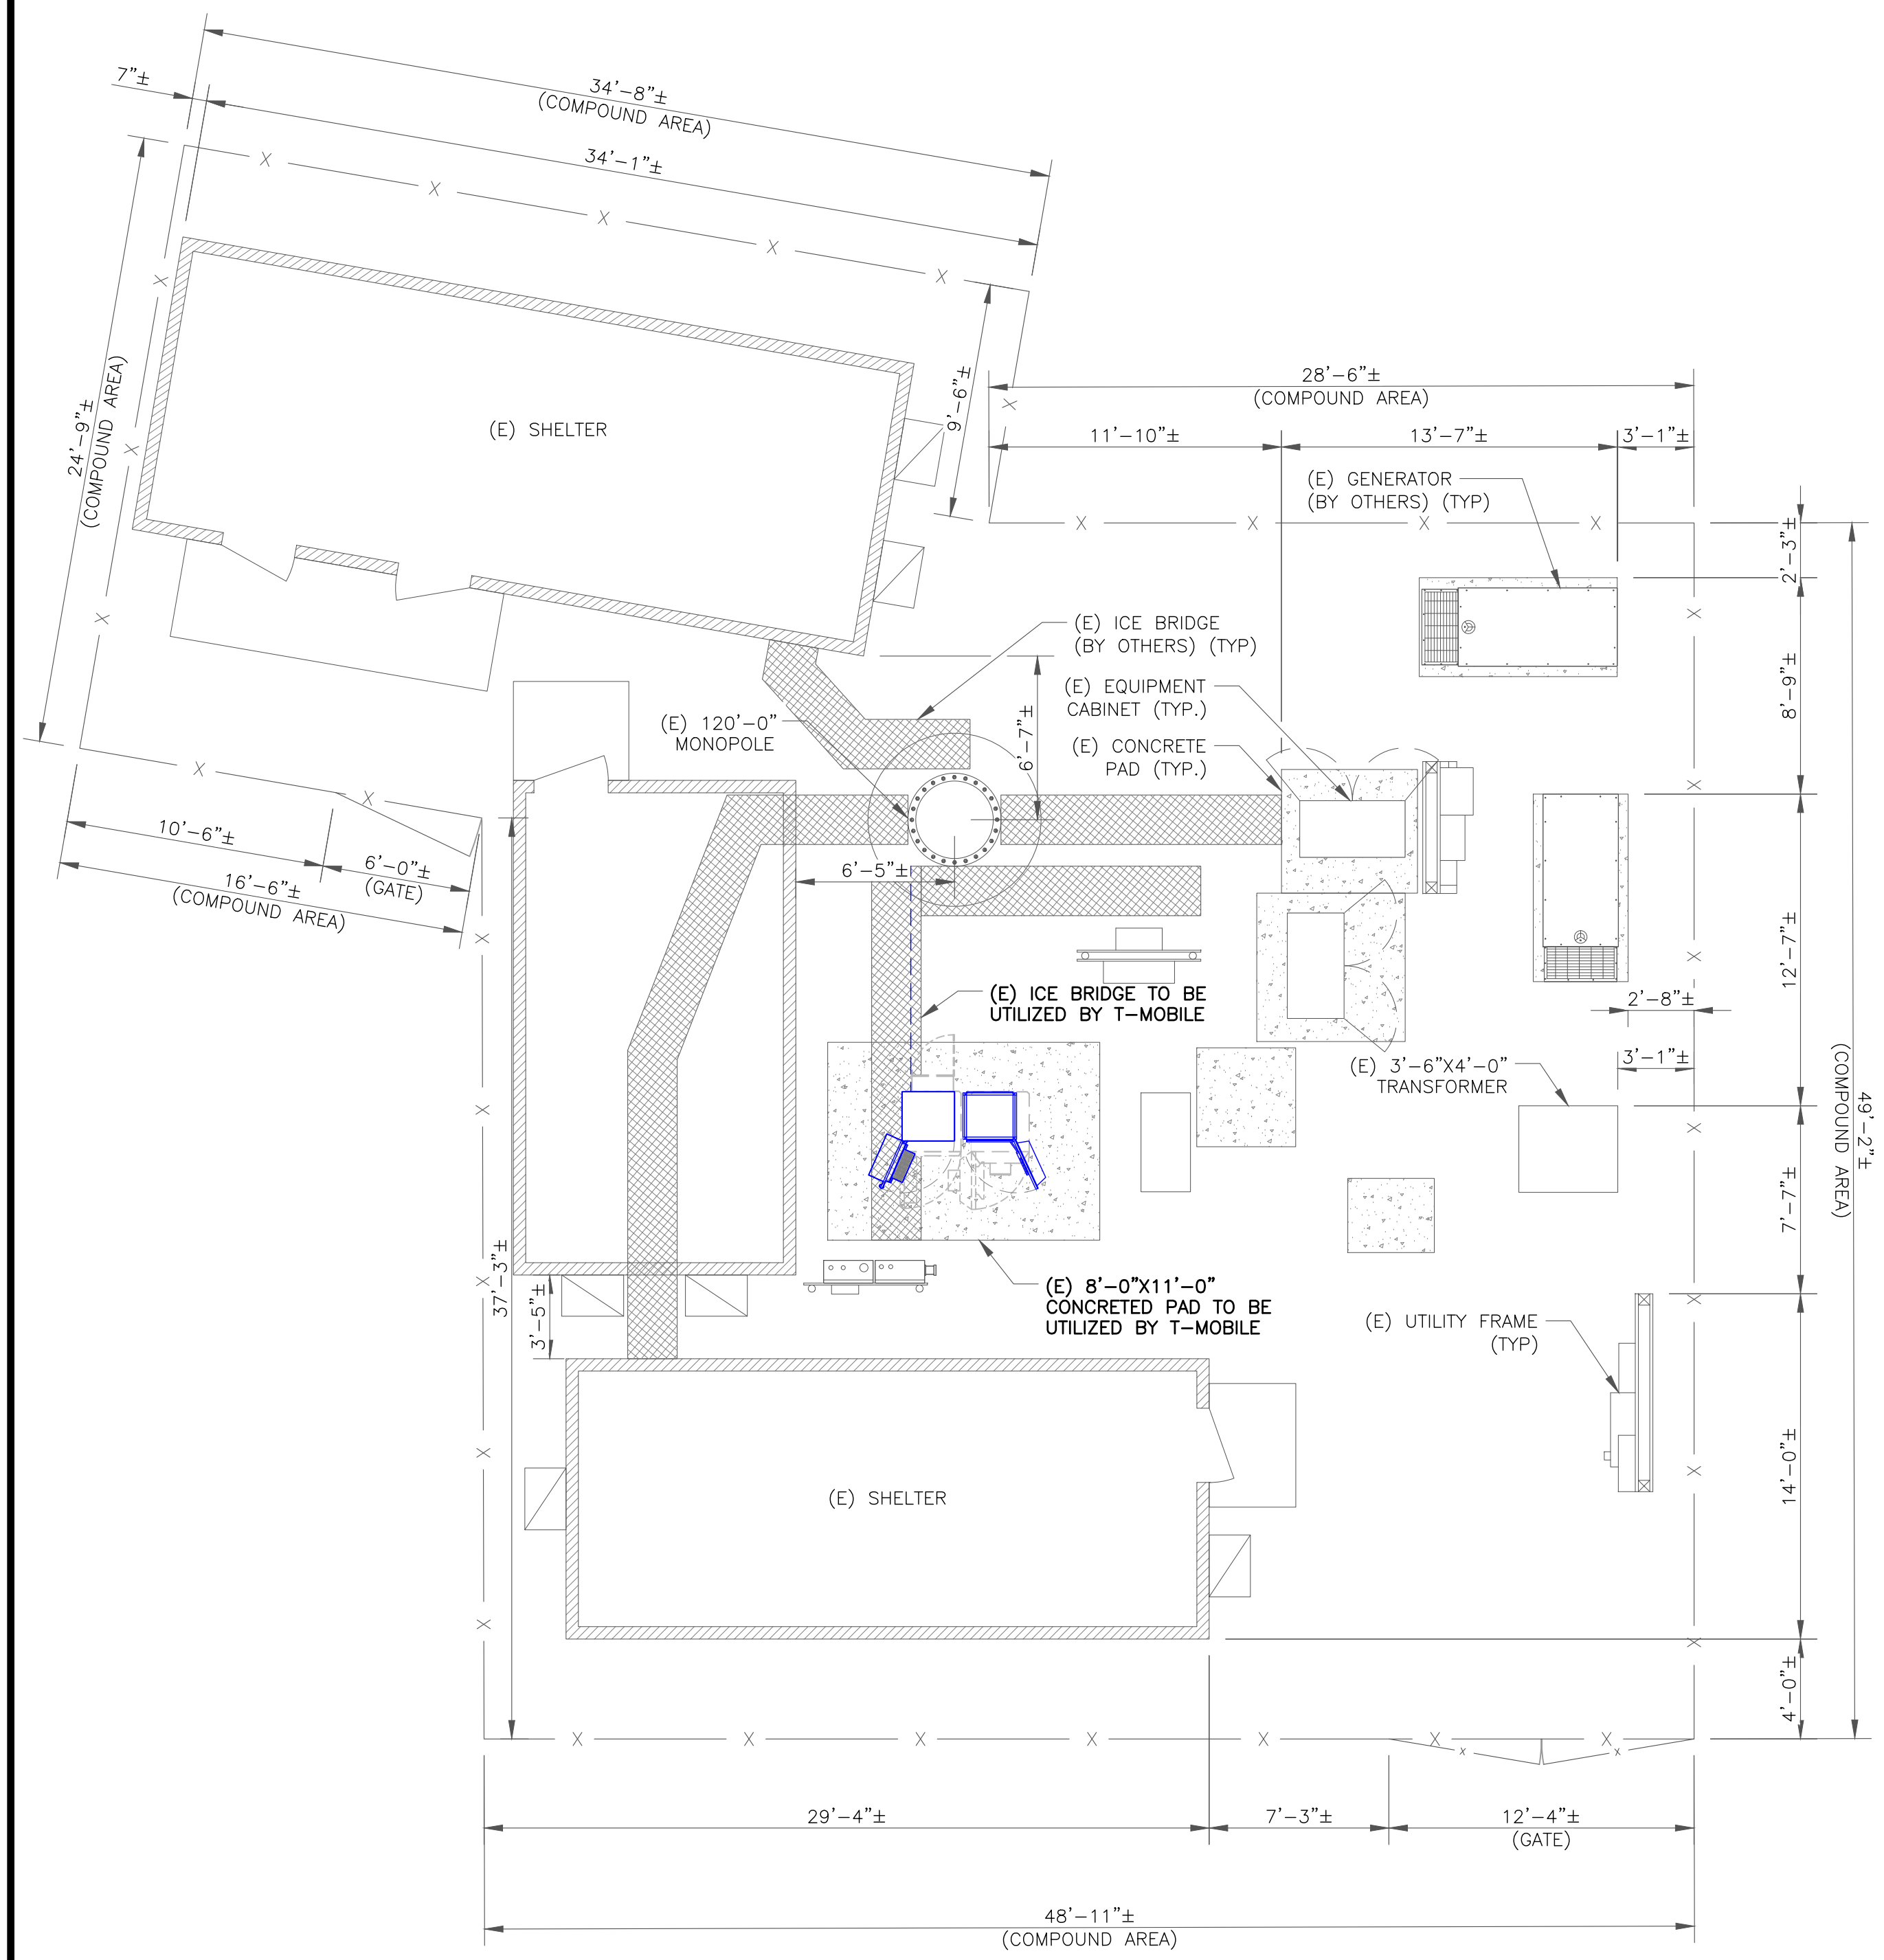 7"±
34'-8"±
(COMPOUND AREA)
34'-1"±
24'-9"±
(COMPOUND AREA)
9'-6"±
(E) SHELTER
28'-6"±
(COMPOUND AREA)
11'-10"±
13'-7"±
3'-1"±
(E) GENERATOR
(BY OTHERS) (TYP)
2'-3"±
8'-9"±
(E) ICE BRIDGE
(BY OTHERS) (TYP)
(E) EQUIPMENT
CABINET (TYP.)
(E) CONCRETE
PAD (TYP.)
(E) 120'-0"
MONOPOLE
6'-7"±
6'-5"±
10'-6"±
6'-0"±
(GATE)
16'-6"±
(COMPOUND AREA)
12'-7"±
2'-8"±
3'-1"±
(E) ICE BRIDGE TO BE
UTILIZED BY T-MOBILE
(E) 3'-6"X4'-0"
TRANSFORMER
49'-2"±
(COMPOUND AREA)
7'-7"±
37'-3"±
3'-5"±
(E) 8'-0"X11'-0"
CONCRETED PAD TO BE
UTILIZED BY T-MOBILE
(E) UTILITY FRAME
(TYP)
14'-0"±
(E) SHELTER
4'-0"±
29'-4"±
7'-3"±
12'-4"±
(GATE)
48'-11"±
(COMPOUND AREA)